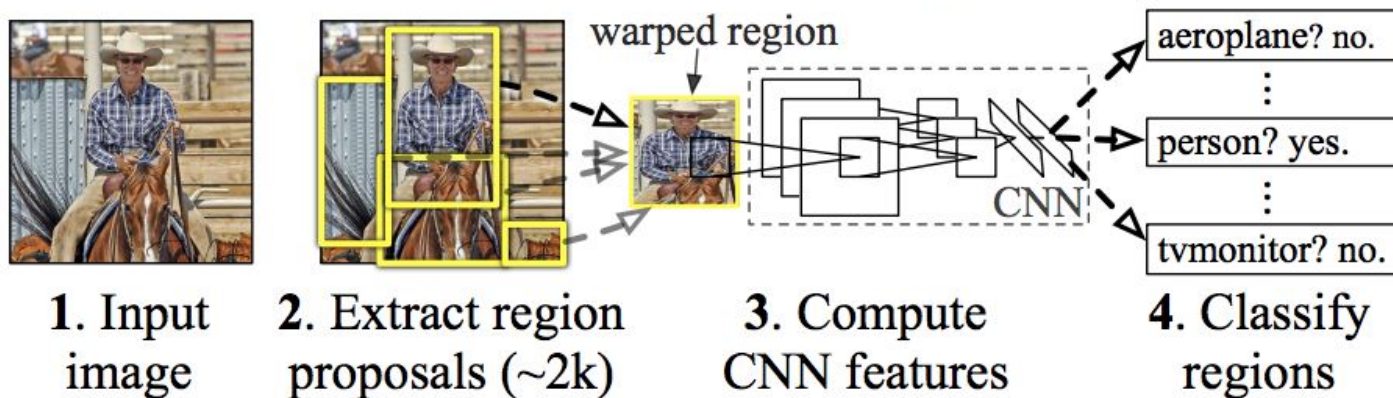 warped region
aeroplane? no.
⋮
person? yes.
⋮
tvmonitor? no.
CNN
1. Input
image
2. Extract region
proposals (~2k)
3. Compute
CNN features
4. Classify
regions